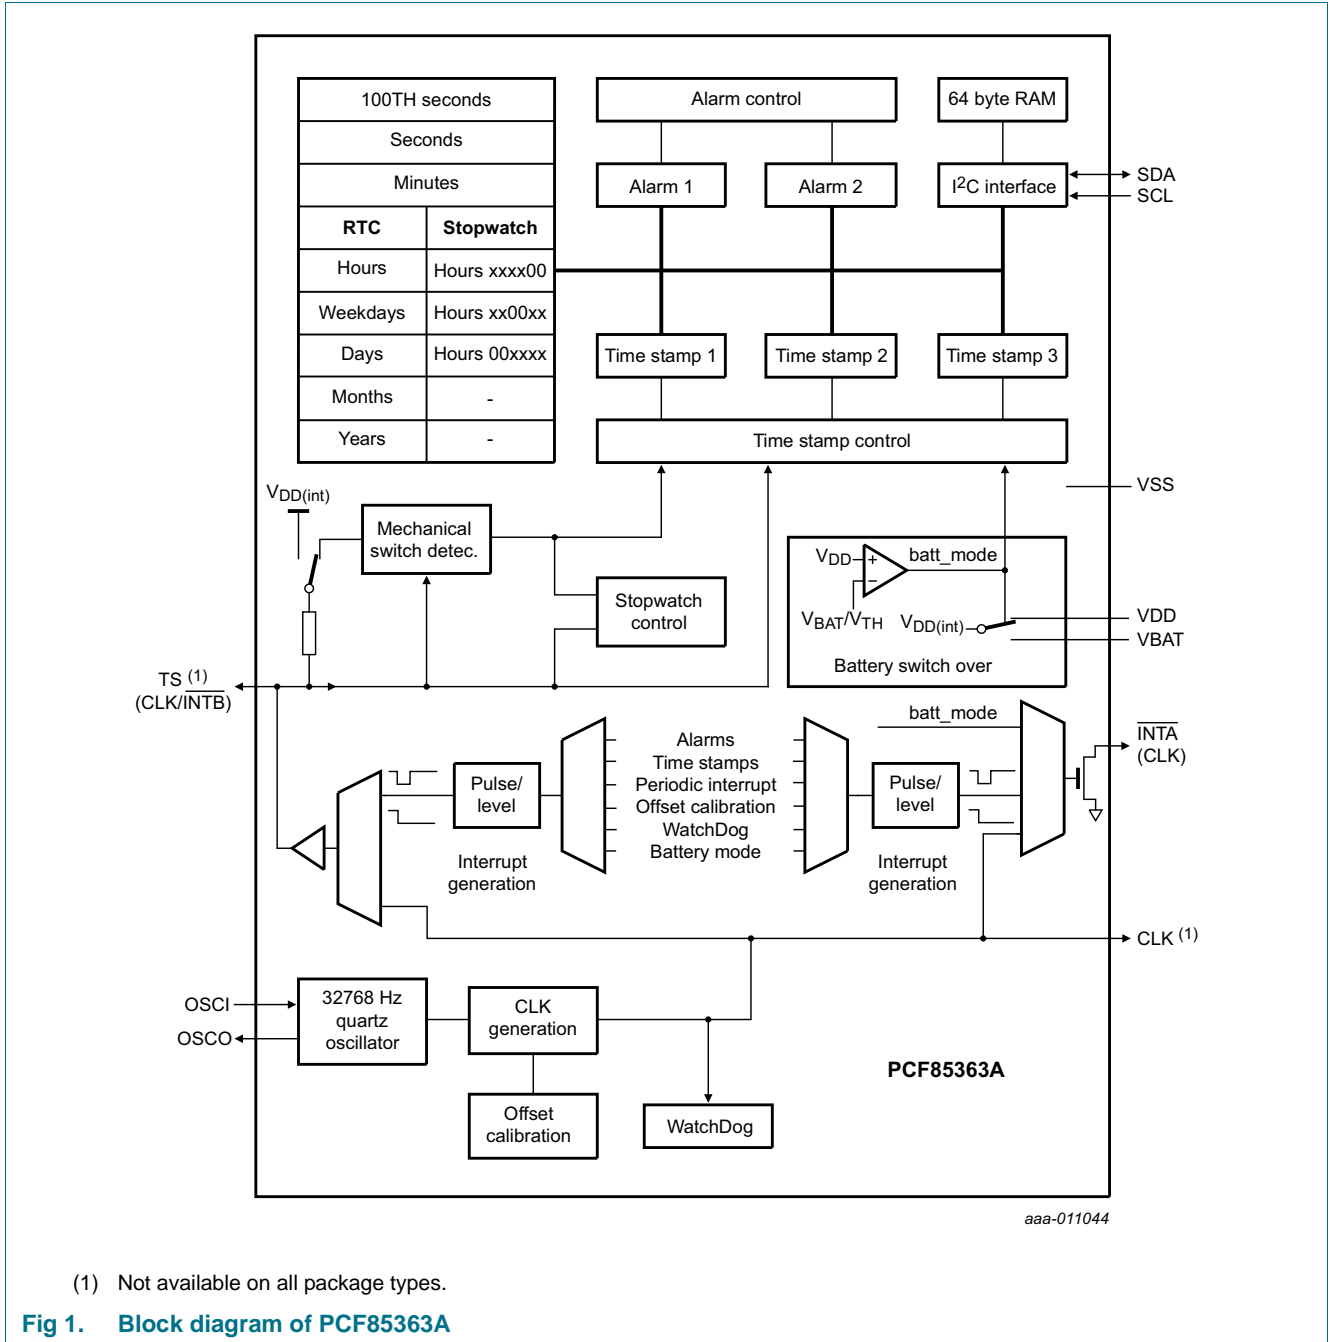 100TH seconds
Seconds
Minutes
RTC Stopwatch
Hours Hours xxxx00
Weekdays Hours xx00xx
Days Hours 00xxxx
Months -
Years -
Alarm control
64 byte RAM
Alarm 1
Alarm 2
I2C interface
SDA
SCL
Time stamp 1
Time stamp 2
Time stamp 3
Time stamp control
VSS
VDD(int)
Mechanical
switch detec.
Stopwatch
control
VDD
+
−
batt_mode
VBAT/VTH
VDD(int)
Battery switch over
VDD
VBAT
TS (1)
(CLK/INTB)
batt_mode
INTA
(CLK)
Pulse/
level
Interrupt
generation
Alarms
Time stamps
Periodic interrupt
Offset calibration
WatchDog
Battery mode
Pulse/
level
Interrupt
generation
CLK (1)
OSCI
OSCO
32768 Hz
quartz
oscillator
CLK
generation
Offset
calibration
WatchDog
PCF85363A
aaa-011044
(1) Not available on all package types.
Fig 1. Block diagram of PCF85363A